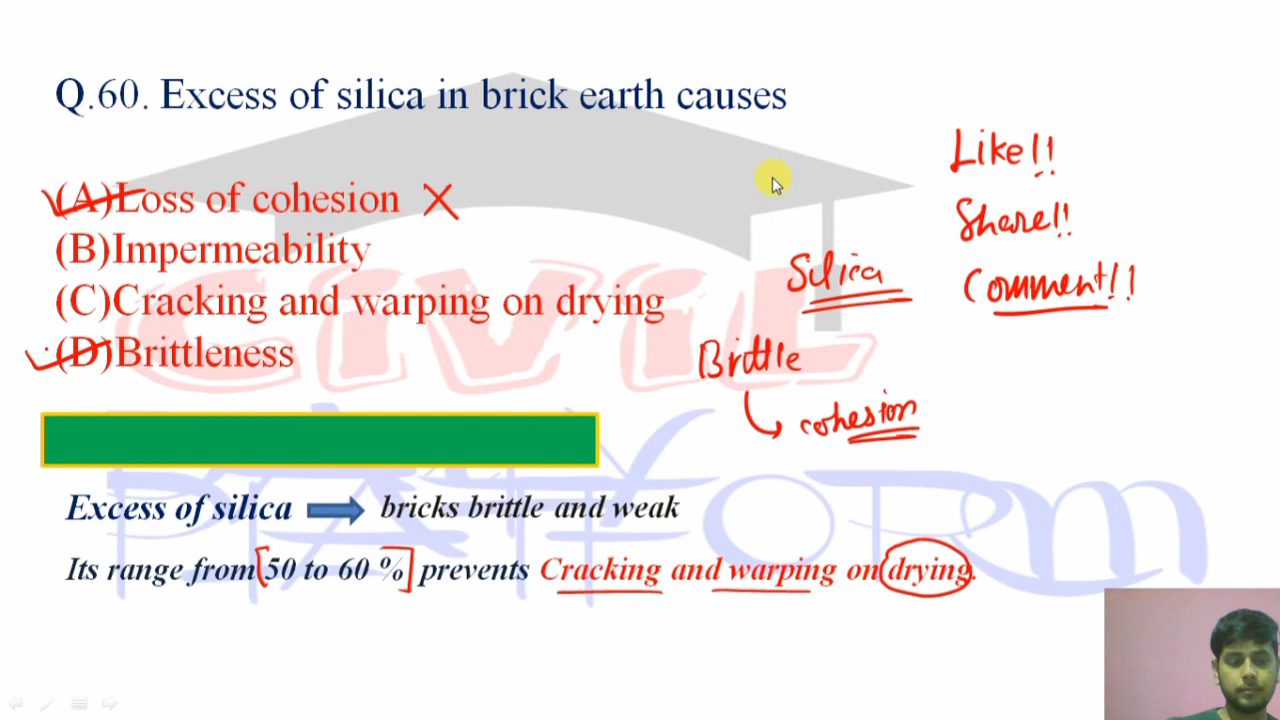 Q.60. Excess of silica in brick earth causes
(A)Loss of cohesion X
(B)Impermeability
(C)Cracking and warping on drying
(D)Brittleness
Like!!
Share!!
Comment!!
Silica
Brittle
cohesion
Excess of silica bricks brittle and weak
Its range from [50 to 60 %] prevents Cracking and warping on drying.
CIVIL
PLATFORM